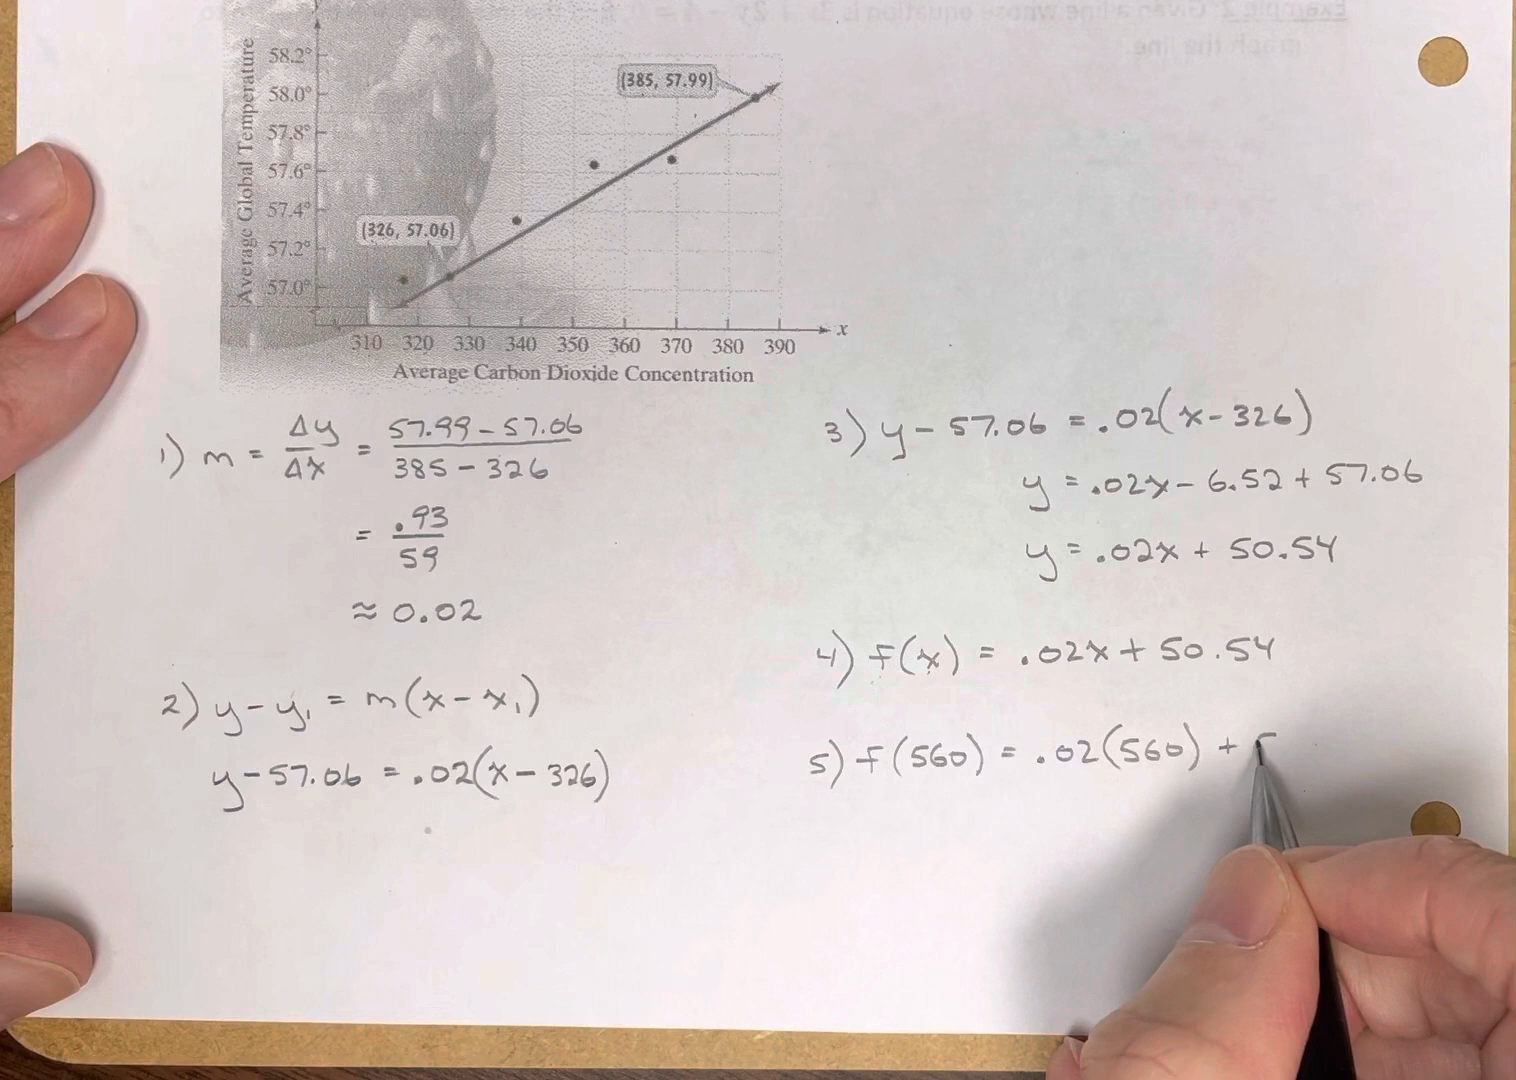 58.2°
58.0°
57.8°
57.6°
57.4°
57.2°
57.0°
Average Global Temperature
(385, 57.99)
(326, 57.06)
310 320 330 340 350 360 370 380 390
x
Average Carbon Dioxide Concentration
1) m = Δy/Δx = (57.99 - 57.06)/(385 - 326)
= .93/59
≈ 0.02
2) y - y₁ = m(x - x₁)
y - 57.06 = .02(x - 326)
3) y - 57.06 = .02(x - 326)
y = .02x - 6.52 + 57.06
y = .02x + 50.54
4) f(x) = .02x + 50.54
5) f(560) = .02(560) +